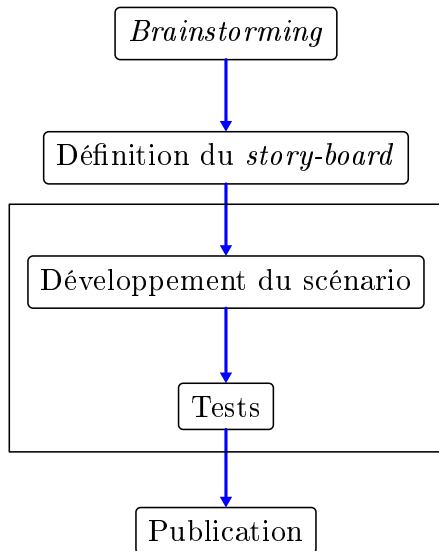 Brainstorming
Définition du story-board
Développement du scénario
Tests
Publication